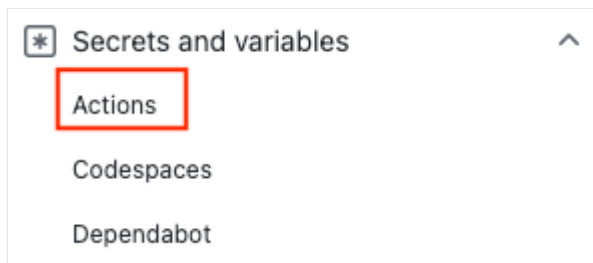 Secrets and variables
Actions
Codespaces
Dependabot